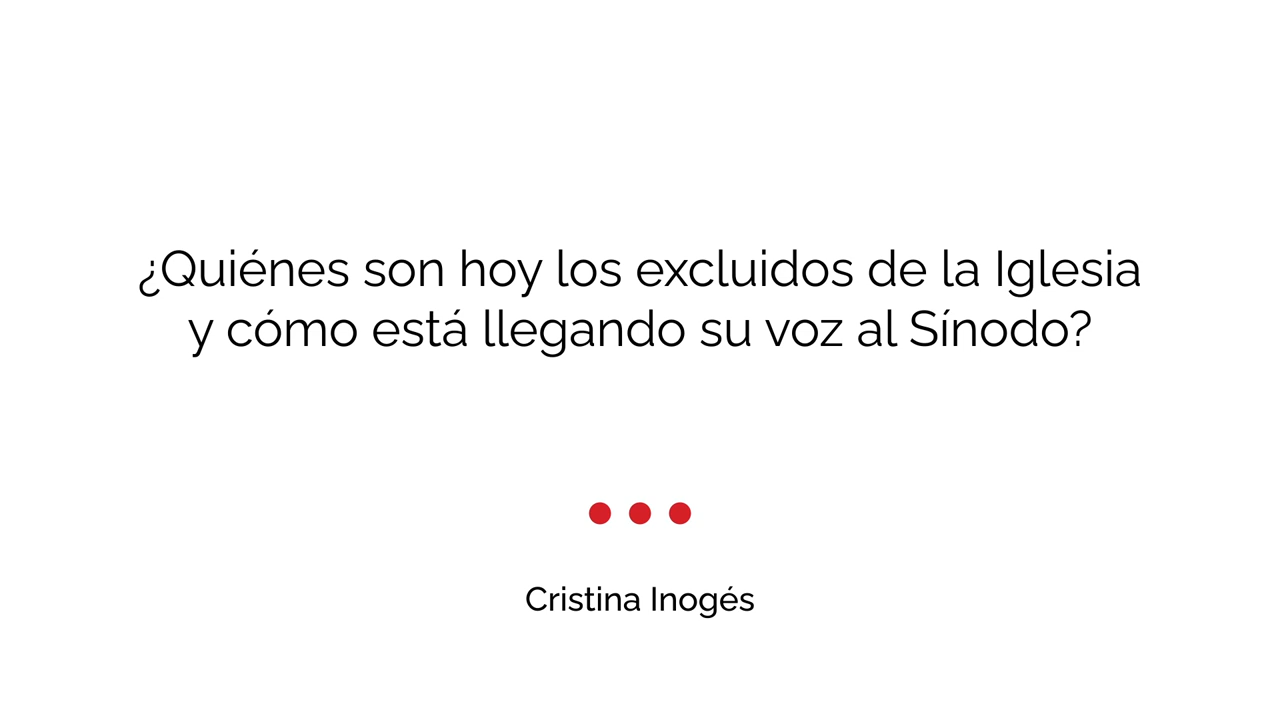 ¿Quiénes son hoy los excluidos de la Iglesia
y cómo está llegando su voz al Sínodo?
Cristina Inogés